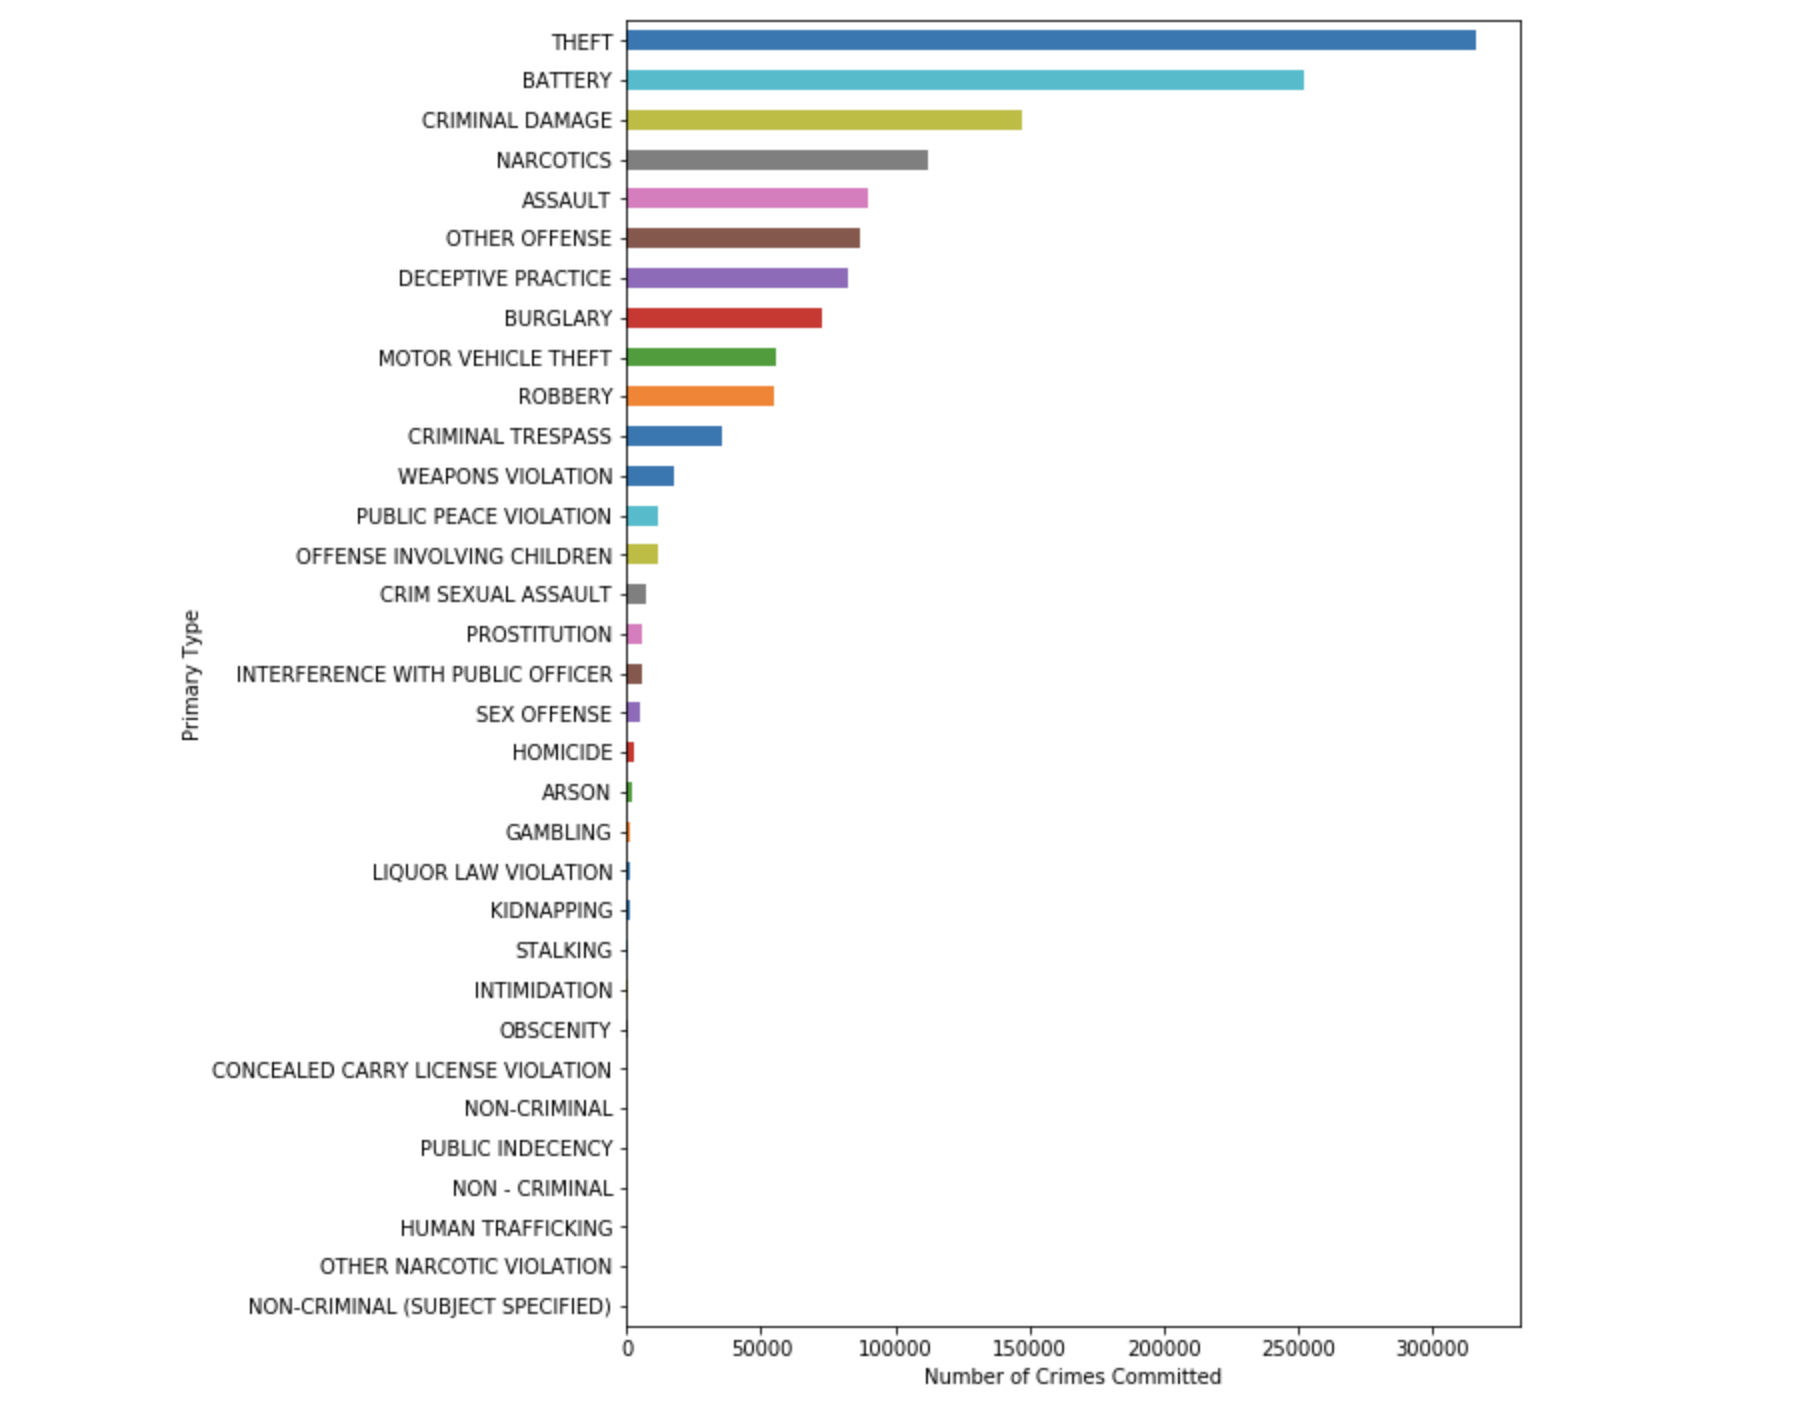 THEFT
BATTERY
CRIMINAL DAMAGE
NARCOTICS
ASSAULT
OTHER OFFENSE
DECEPTIVE PRACTICE
BURGLARY
MOTOR VEHICLE THEFT
ROBBERY
CRIMINAL TRESPASS
WEAPONS VIOLATION
PUBLIC PEACE VIOLATION
OFFENSE INVOLVING CHILDREN
CRIM SEXUAL ASSAULT
PROSTITUTION
INTERFERENCE WITH PUBLIC OFFICER
SEX OFFENSE
HOMICIDE
ARSON
GAMBLING
LIQUOR LAW VIOLATION
KIDNAPPING
STALKING
INTIMIDATION
OBSCENITY
CONCEALED CARRY LICENSE VIOLATION
NON-CRIMINAL
PUBLIC INDECENCY
NON - CRIMINAL
HUMAN TRAFFICKING
OTHER NARCOTIC VIOLATION
NON-CRIMINAL (SUBJECT SPECIFIED)
Primary Type
0 50000 100000 150000 200000 250000 300000
Number of Crimes Committed